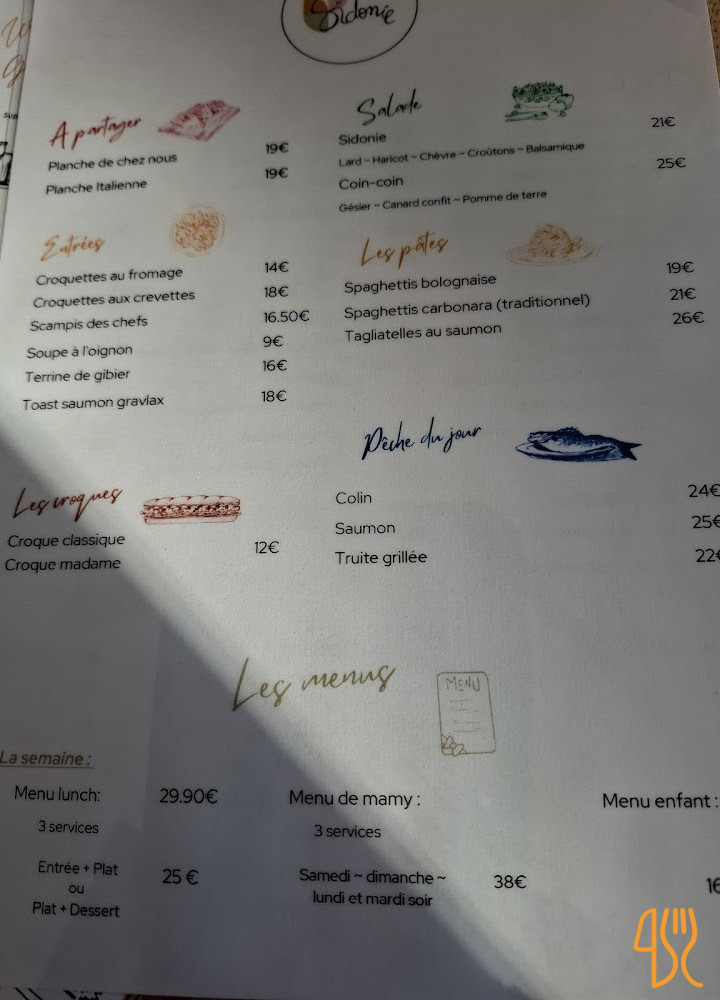 Sidonie
A partager
Planche de chez nous 19€
Planche Italienne 19€
Entrées
Croquettes au fromage 14€
Croquettes aux crevettes 18€
Scampis des chefs 16.50€
Soupe à l'oignon 9€
Terrine de gibier 16€
Toast saumon gravlax 18€
Les croques
Croque classique
12€
Croque madame
Salade
Sidonie 21€
Lard ~ Haricot ~ Chèvre ~ Croûtons ~ Balsamique
Coin-coin 25€
Gésier ~ Canard confit ~ Pomme de terre
Les pâtes
Spaghettis bolognaise 19€
Spaghettis carbonara (traditionnel) 21€
Tagliatelles au saumon 26€
Pêche du jour
Colin 24€
Saumon 25€
Truite grillée 22€
Les menus
MENU
La semaine :
Menu lunch: 29.90€
3 services
Entrée + Plat
ou 25 €
Plat + Dessert
Menu de mamy :
3 services
Samedi ~ dimanche ~ 38€
lundi et mardi soir
Menu enfant :
16